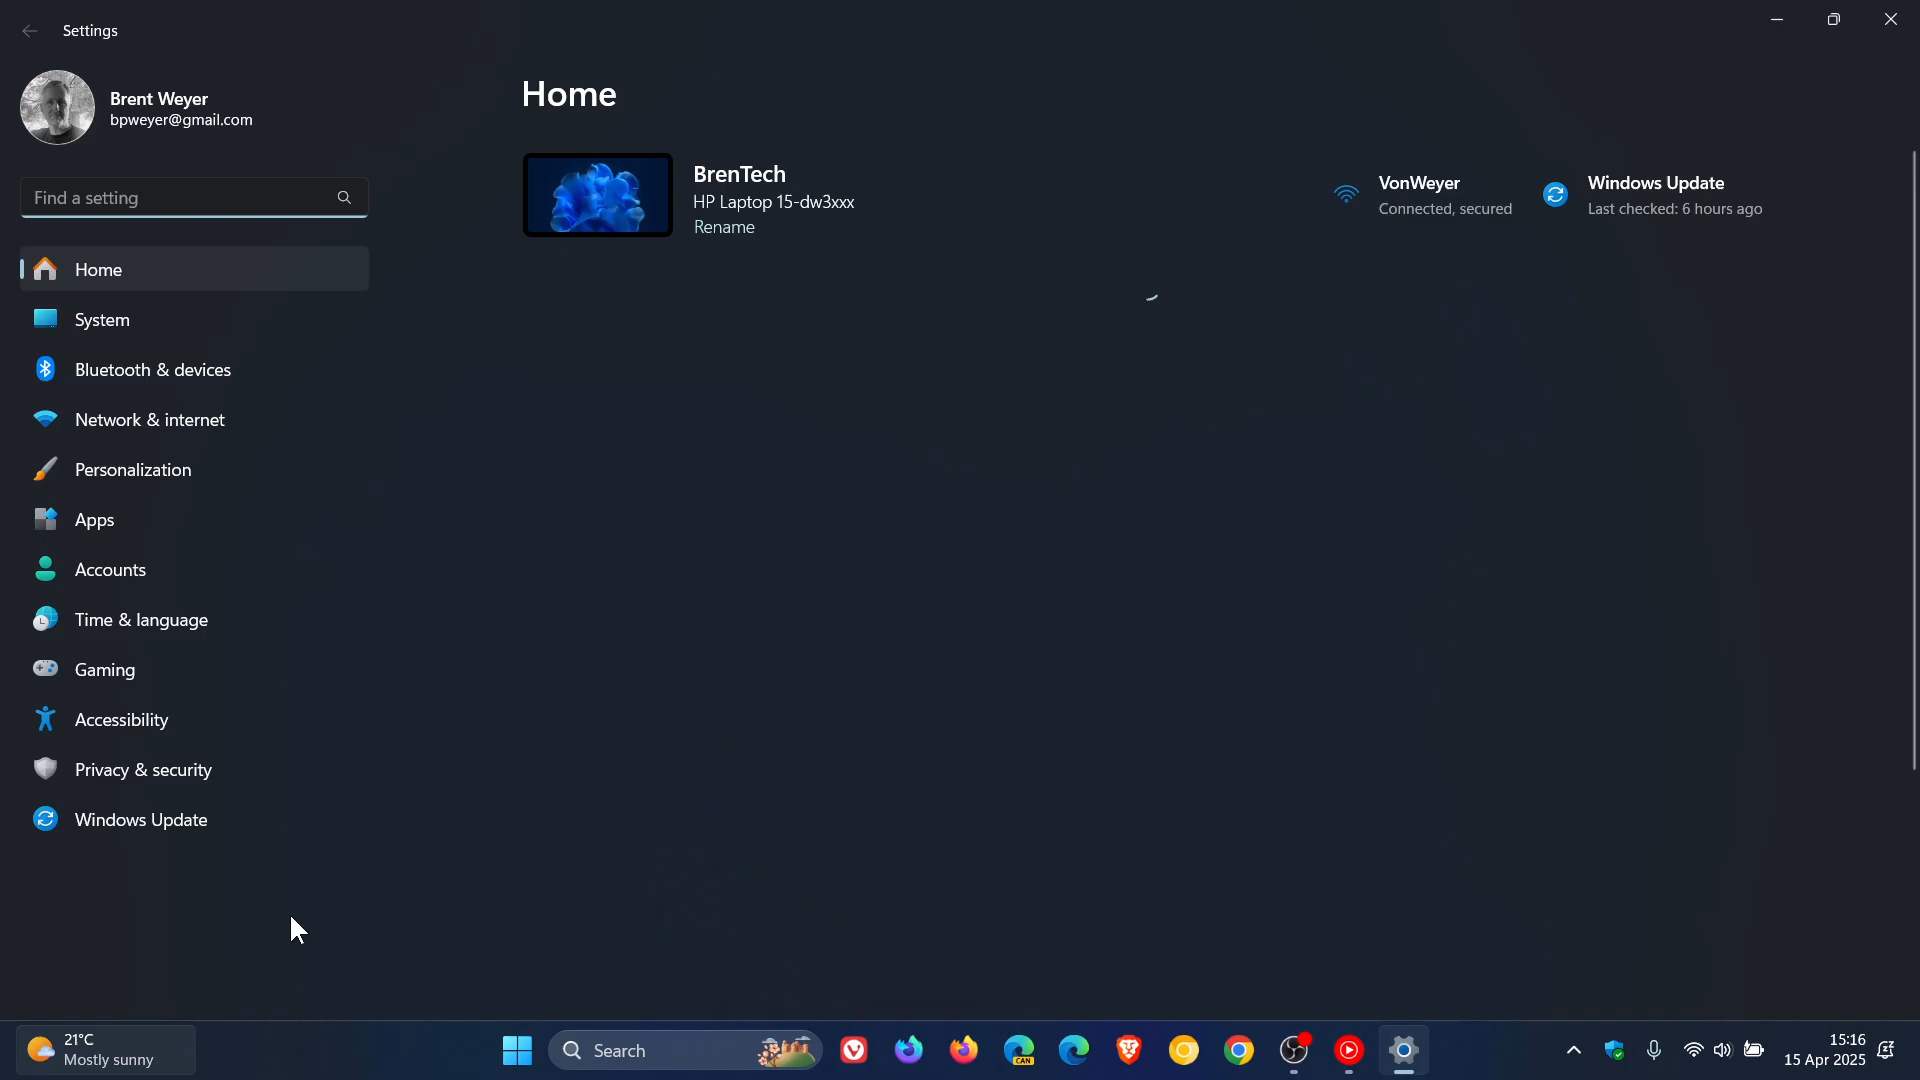 Settings
Brent Weyer
bpweyer@gmail.com
Find a setting
Home
System
Bluetooth & devices
Network & internet
Personalization
Apps
Accounts
Time & language
Gaming
Accessibility
Privacy & security
Windows Update
Home
BrenTech
HP Laptop 15-dw3xxx
Rename
VonWeyer
Connected, secured
Windows Update
Last checked: 6 hours ago
21°C
Mostly sunny
Search
CAN
15:16
15 Apr 2025